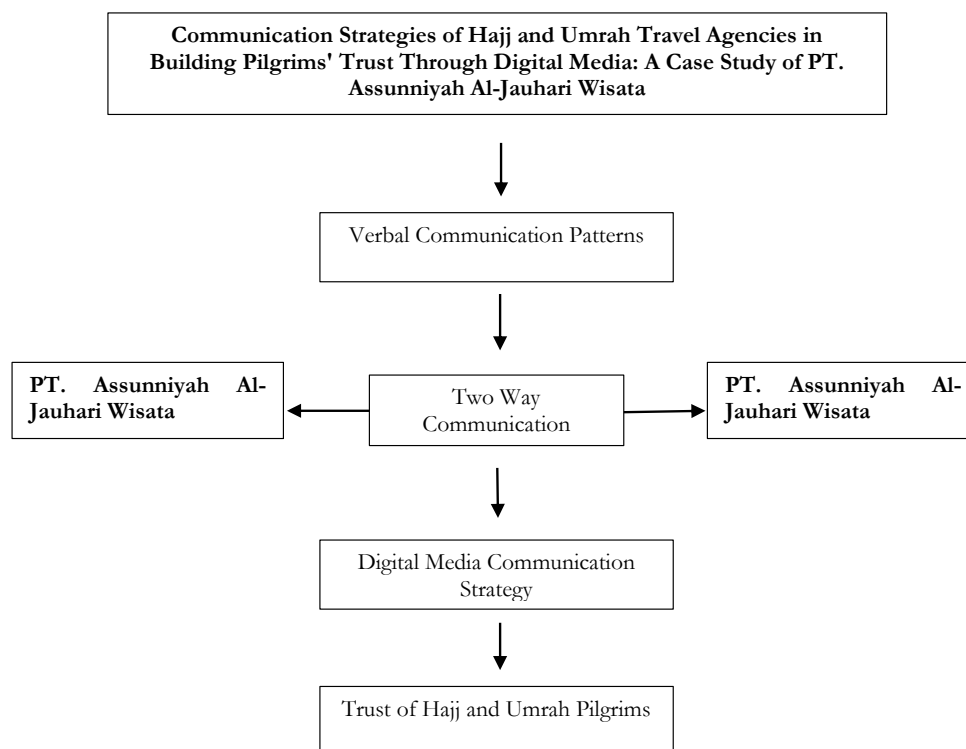 Communication Strategies of Hajj and Umrah Travel Agencies in
Building Pilgrims' Trust Through Digital Media: A Case Study of PT.
Assunniyah Al-Jauhari Wisata
Verbal Communication Patterns
PT. Assunniyah Al-
Jauhari Wisata
Two Way
Communication
PT. Assunniyah Al-
Jauhari Wisata
Digital Media Communication
Strategy
Trust of Hajj and Umrah Pilgrims